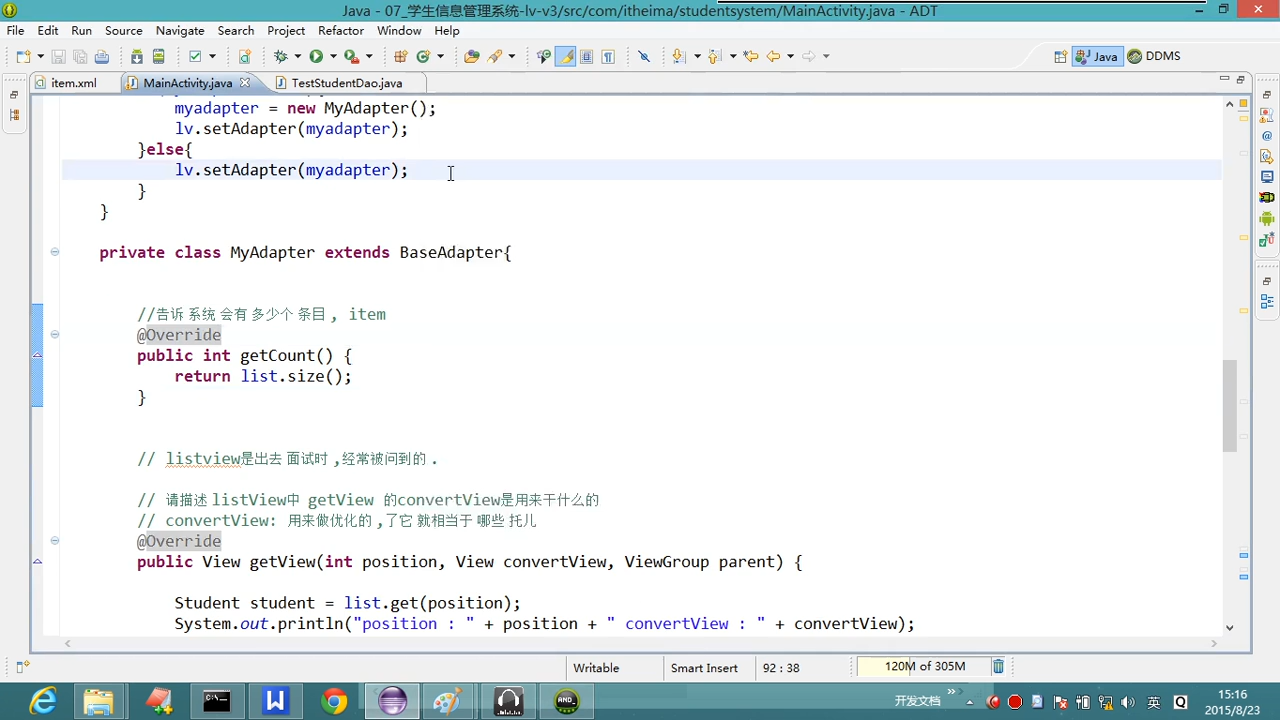 Java - 07_学生信息管理系统-lv-v3/src/com/itheima/studentsystem/MainActivity.java - ADT
File Edit Run Source Navigate Search Project Refactor Window Help
Java DDMS
item.xml MainActivity.java TestStudentDao.java
myadapter = new MyAdapter();
lv.setAdapter(myadapter);
}else{
lv.setAdapter(myadapter);
}
}
private class MyAdapter extends BaseAdapter{
//告诉 系统 会有 多少个 条目 , item
@Override
public int getCount() {
return list.size();
}
// listview是出去 面试时 ,经常被问到的 .
// 请描述 listView中 getView 的convertView是用来干什么的
// convertView: 用来做优化的 ,了它 就相当于 哪些 托儿
@Override
public View getView(int position, View convertView, ViewGroup parent) {
Student student = list.get(position);
System.out.println("position : " + position + " convertView : " + convertView);
Writable Smart Insert 92 : 38 120M of 305M
开发文档 英 15:16
2015/8/23